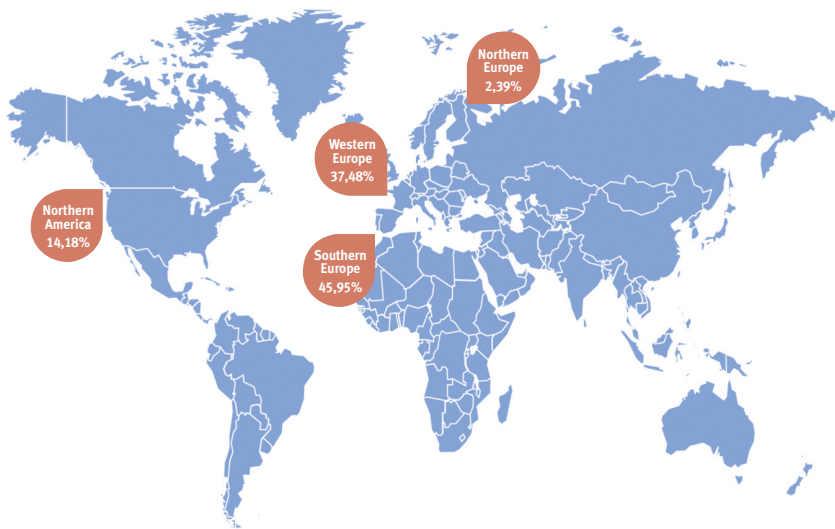 Northern
Europe
2,39%
Western
Europe
37,48%
Northern
America
14,18%
Southern
Europe
45,95%